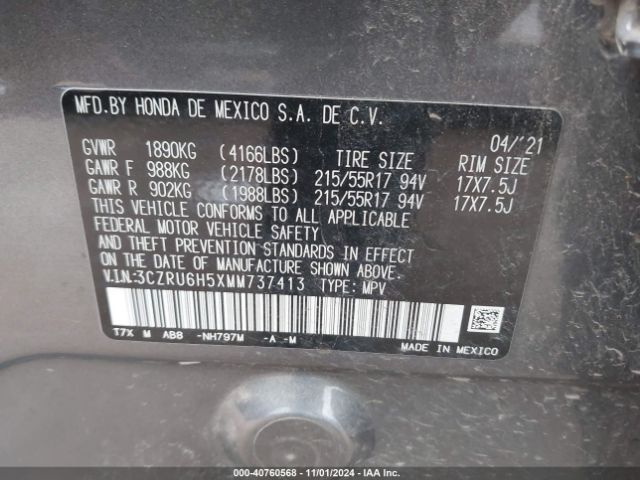 MFD.BY HONDA DE MEXICO S.A. DE C.V.
04/'21
GVWR 1890KG (4166LBS) TIRE SIZE RIM SIZE
GAWR F 988KG (2178LBS) 215/55R17 94V 17X7.5J
GAWR R 902KG (1988LBS) 215/55R17 94V 17X7.5J
THIS VEHICLE CONFORMS TO ALL APPLICABLE
FEDERAL MOTOR VEHICLE SAFETY
AND THEFT PREVENTION STANDARDS IN EFFECT
ON THE DATE OF MANUFACTURE SHOWN ABOVE.
V.I.N.:3CZRU6H5XMM737413 TYPE: MPV
T7X M AB8 -NH797M -A -M
MADE IN MEXICO
000-40760568 - 11/01/2024 - IAA Inc.